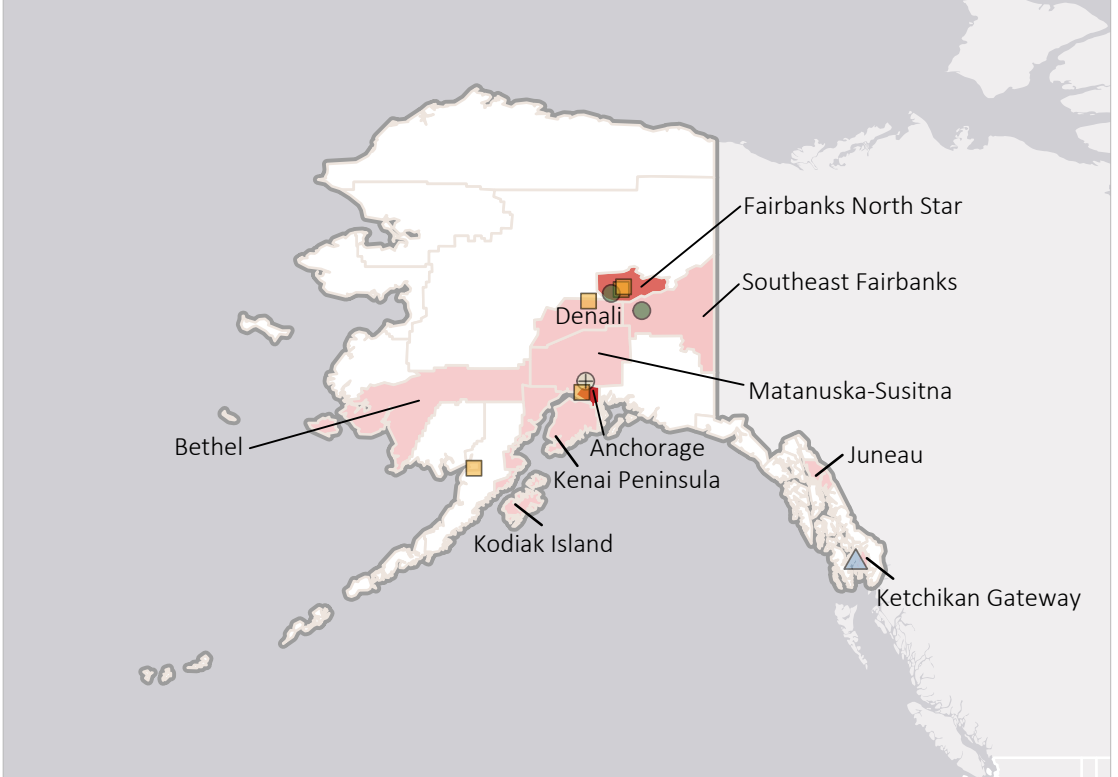 Fairbanks North Star
Southeast Fairbanks
Denali
Matanuska-Susitna
Bethel
Anchorage
Juneau
Kenai Peninsula
Kodiak Island
Ketchikan Gateway